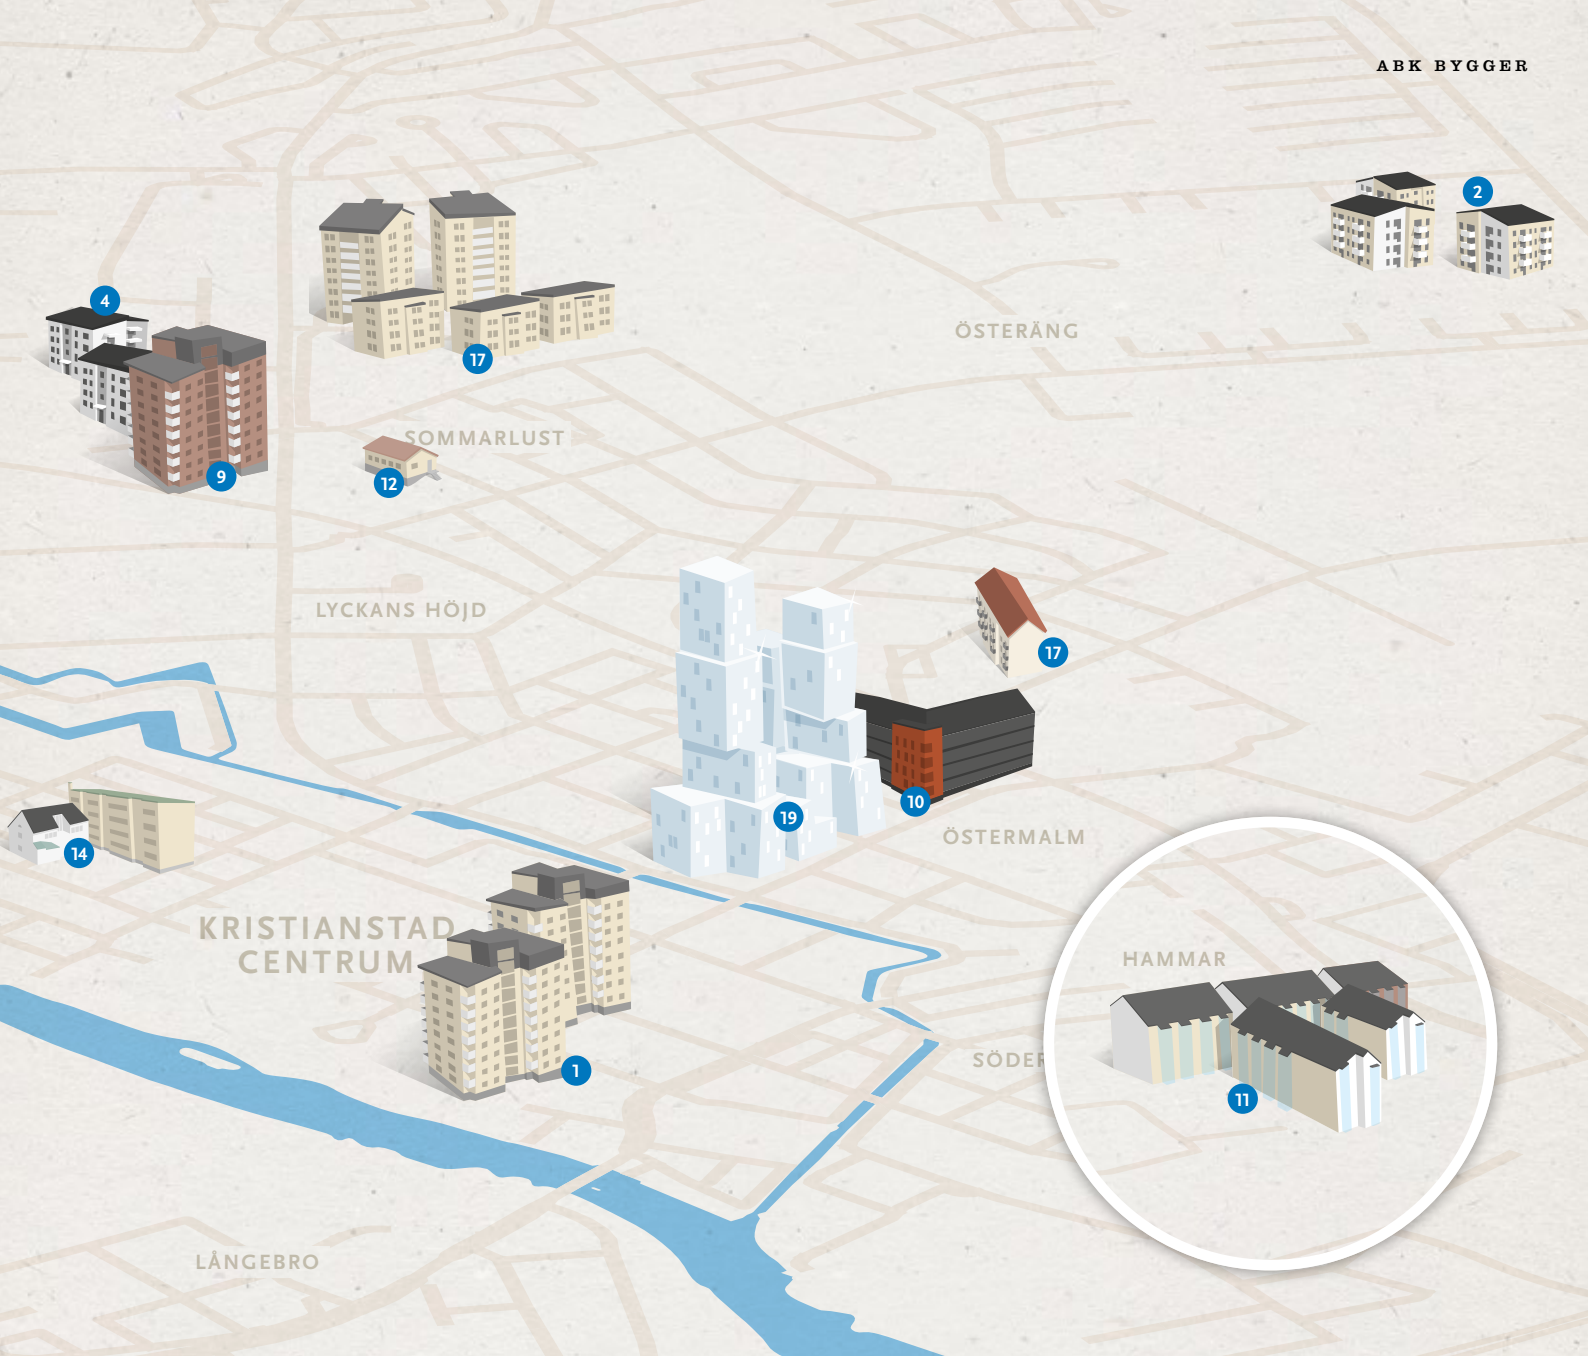 ABK BYGGER
2
4
ÖSTERÄNG
17
SOMMARLUST
9
12
LYCKANS HÖJD
17
10
19
ÖSTERMALM
14
KRISTIANSTAD
CENTRUM
HAMMAR
SÖDER
1
11
LÅNGEBRO